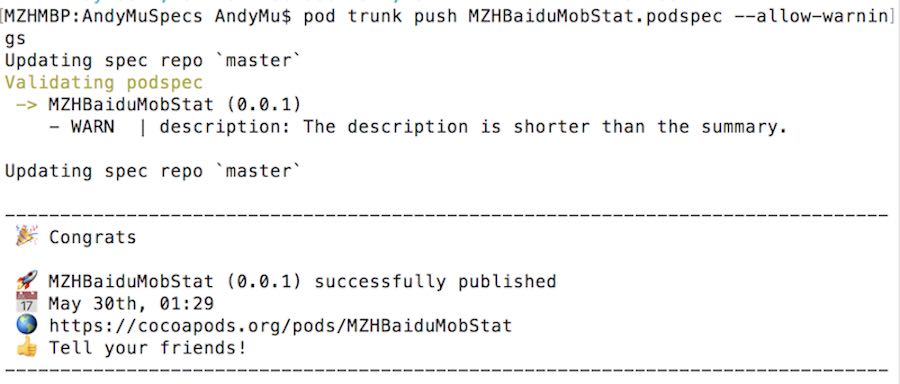 [MZHMBP:AndyMuSpecs AndyMu$ pod trunk push MZHBaiduMobStat.podspec --allow-warnin]
gs
Updating spec repo `master`
Validating podspec
 -> MZHBaiduMobStat (0.0.1)
    - WARN  | description: The description is shorter than the summary.
Updating spec repo `master`
--------------------------------------------------------------------------------
 🎉 Congrats
 🚀 MZHBaiduMobStat (0.0.1) successfully published
 📅 May 30th, 01:29
 🌎 https://cocoapods.org/pods/MZHBaiduMobStat
 👍 Tell your friends!
--------------------------------------------------------------------------------